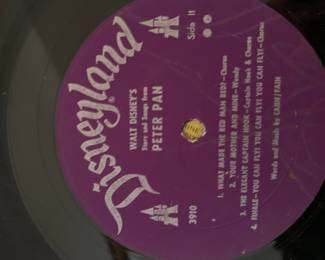 Disneyland
WALT DISNEY'S
Story and Songs from
PETER PAN
Side II
3910
1. WHAT MADE THE RED MAN RED?—Chorus
2. YOUR MOTHER AND MINE—Wendy
3. THE ELEGANT CAPTAIN HOOK—Captain Hook & Chorus
4. FINALE—YOU CAN FLY! YOU CAN FLY! YOU CAN FLY!—Chorus
Words and Music by CAHN/FAIN